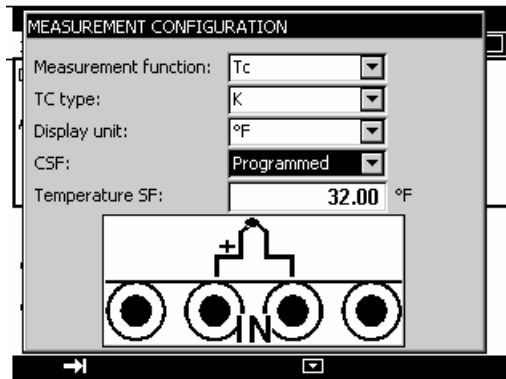 MEASUREMENT CONFIGURATION
Measurement function: Tc
TC type: K
Display unit: °F
CSF: Programmed
Temperature SF: 32.00 °F
+
IN